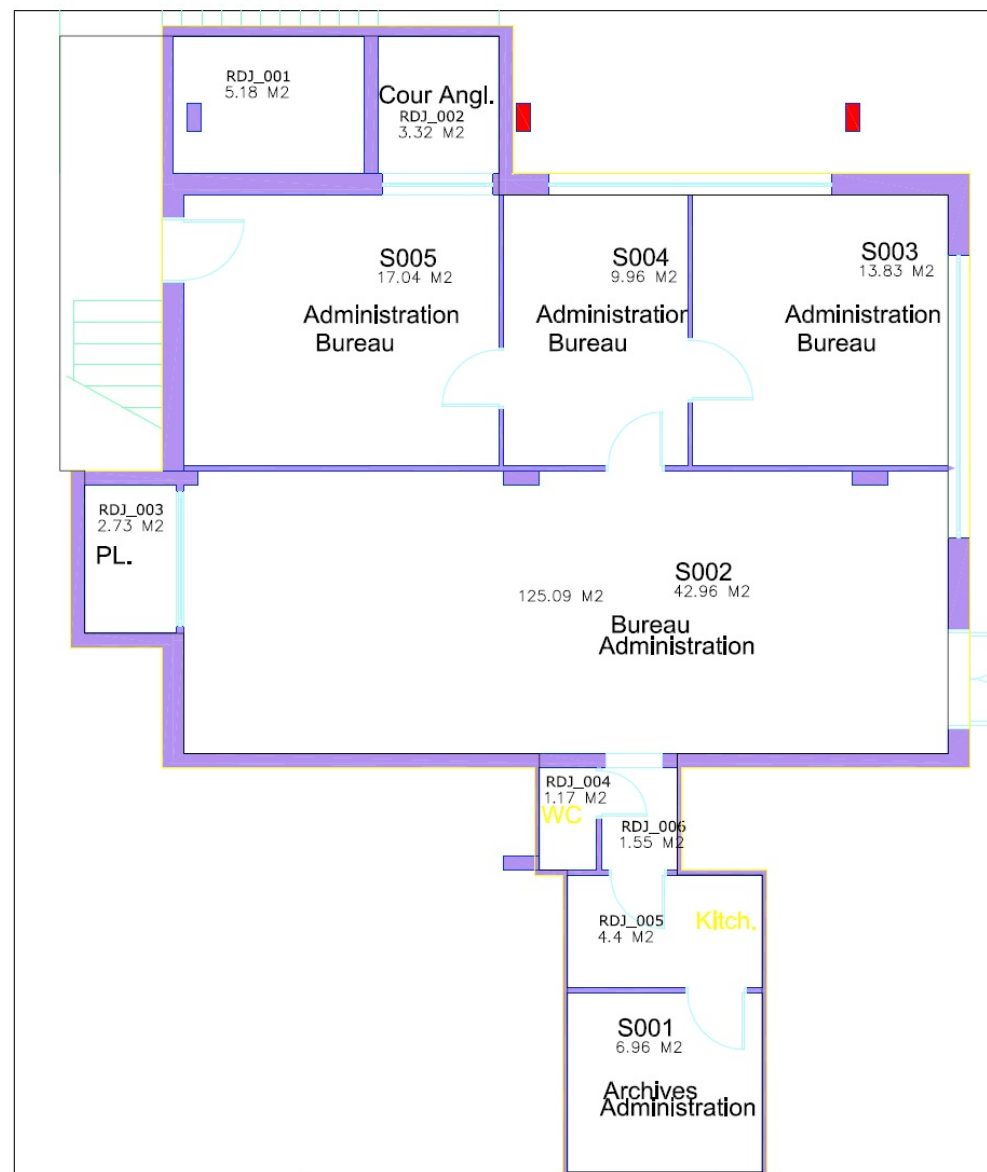 RDJ_001
5.18 M2
Cour Angl.
RDJ_002
3.32 M2
S005
17.04 M2
Administration
Bureau
S004
9.96 M2
Administration
Bureau
S003
13.83 M2
Administration
Bureau
RDJ_003
2.73 M2
PL.
S002
42.96 M2
125.09 M2
Bureau
Administration
RDJ_004
1.17 M2
WC
RDJ_006
1.55 M2
RDJ_005
4.4 M2
Kitch.
S001
6.96 M2
Archives
Administration